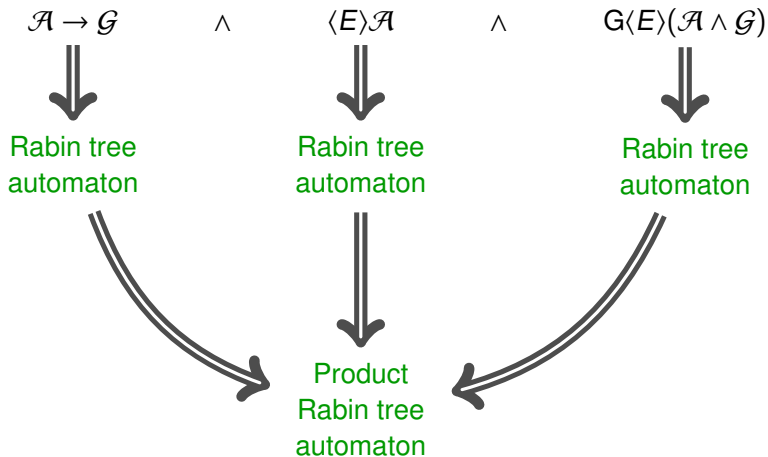 𝒜 → 𝒢 ∧ ⟨E⟩𝒜 ∧ G⟨E⟩(𝒜 ∧ 𝒢)
Rabin tree
automaton
Rabin tree
automaton
Rabin tree
automaton
Product
Rabin tree
automaton